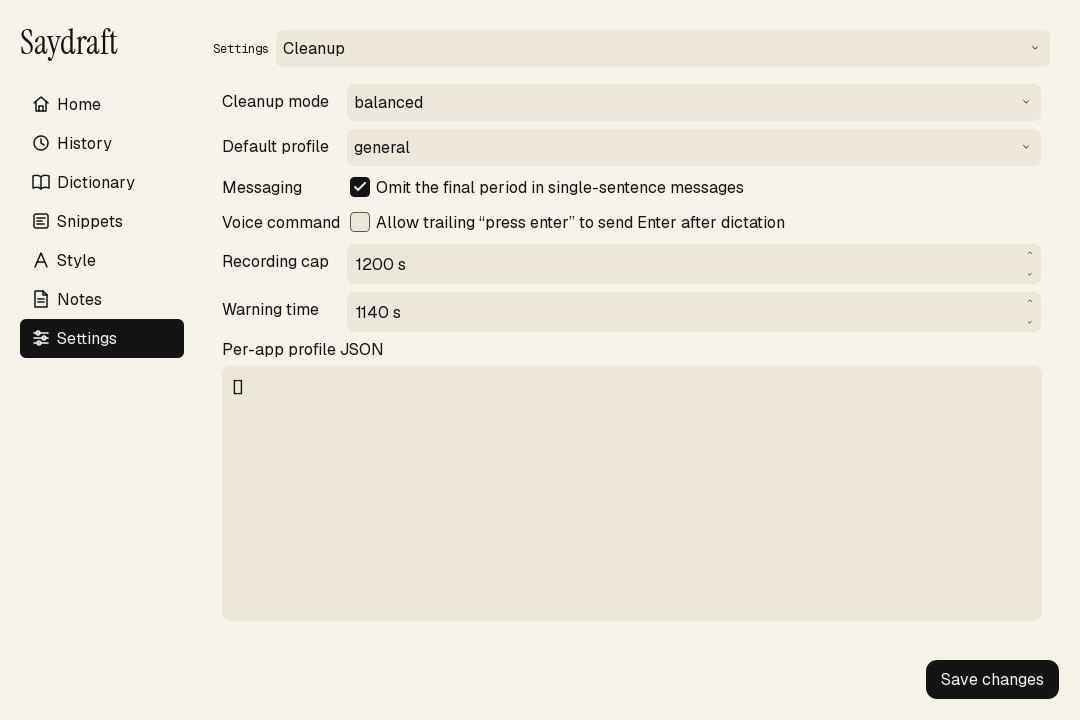 Saydraft
Settings
Cleanup
Home
History
Dictionary
Snippets
Style
Notes
Settings
Cleanup mode
balanced
Default profile
general
Messaging
Omit the final period in single-sentence messages
Voice command
Allow trailing “press enter” to send Enter after dictation
Recording cap
1200 s
Warning time
1140 s
Per-app profile JSON
[]
Save changes